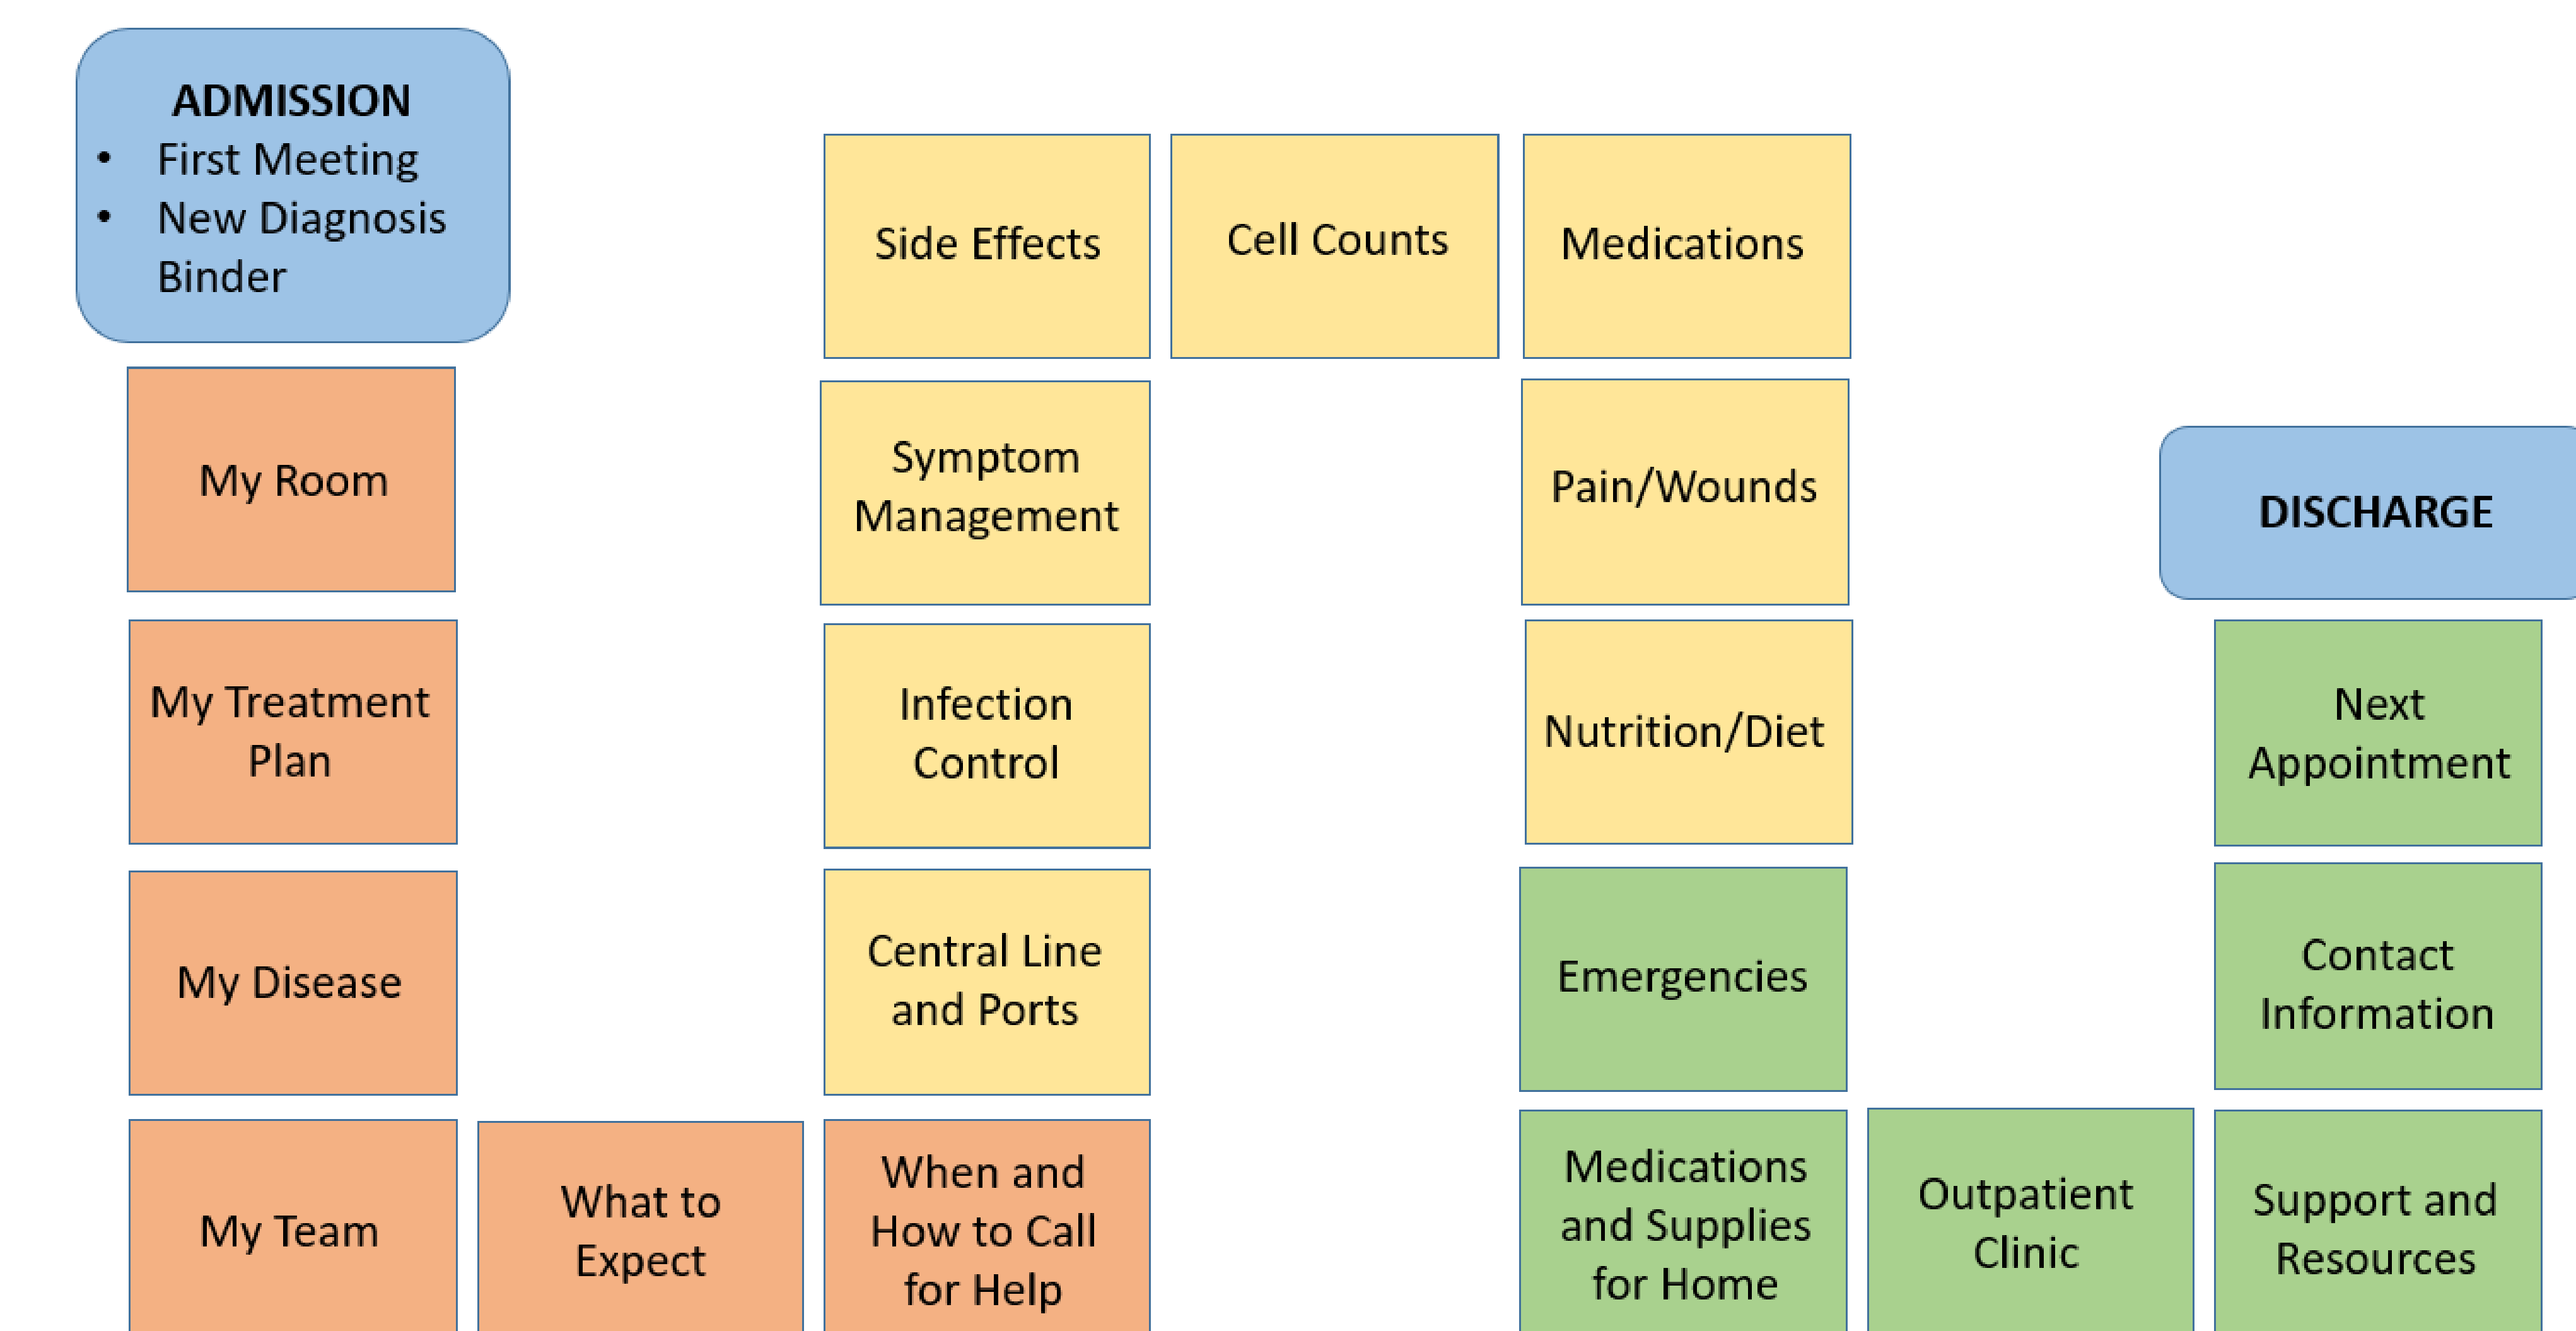 ADMISSION
• First Meeting
• New Diagnosis
Binder
My Room
My Treatment
Plan
My Disease
My Team
What to
Expect
When and
How to Call
for Help
Central Line
and Ports
Infection
Control
Symptom
Management
Side Effects
Cell Counts
Medications
Pain/Wounds
Nutrition/Diet
Emergencies
Medications
and Supplies
for Home
Outpatient
Clinic
Support and
Resources
Contact
Information
Next
Appointment
DISCHARGE